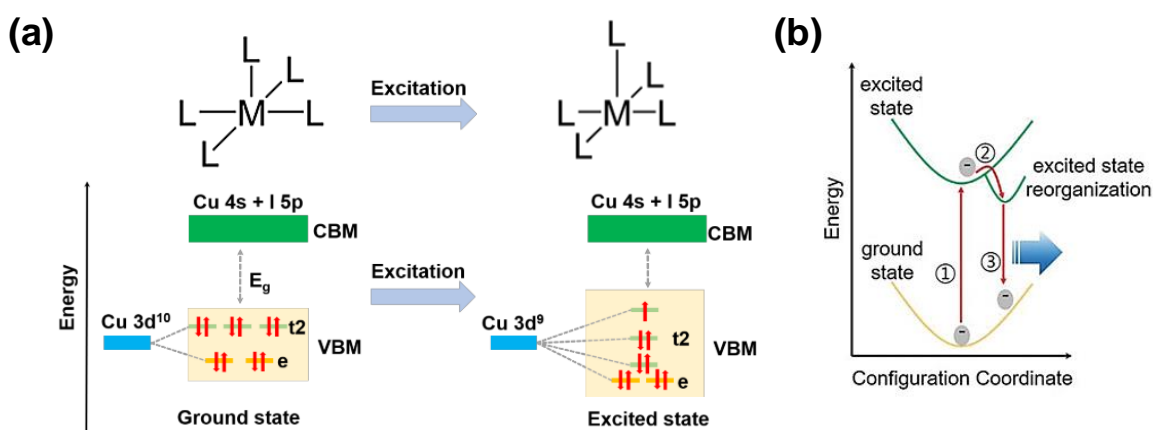 (a)
L
L
L
L M L
L
Excitation
L
L
L M L
L
Energy
Cu 4s + I 5p
CBM
Eg
Cu 3d10
t2
e
VBM
Ground state
Excitation
Cu 4s + I 5p
CBM
Cu 3d9
t2
e
VBM
Excited state
(b)
Energy
excited
state
②
excited state
reorganization
ground
state
①
③
Configuration Coordinate